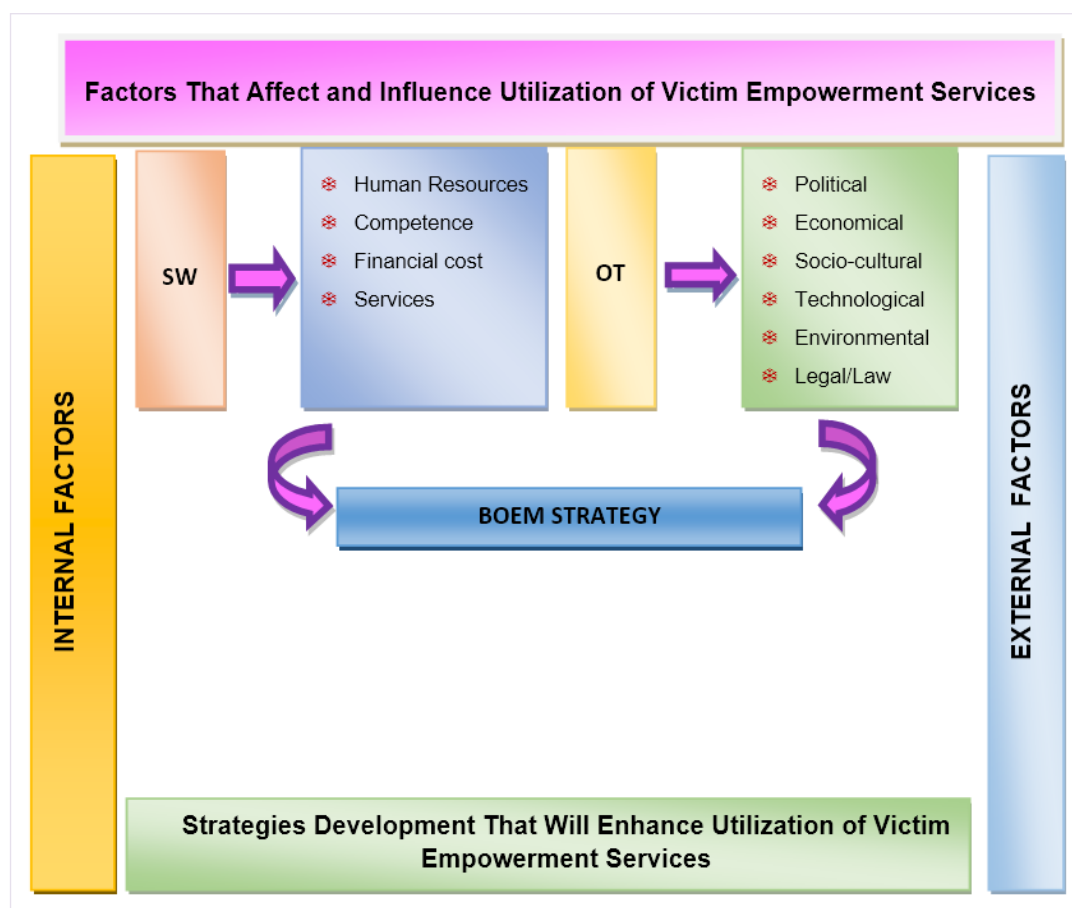 Factors That Affect and Influence Utilization of Victim Empowerment Services
INTERNAL FACTORS
SW
Human Resources
Competence
Financial cost
Services
OT
Political
Economical
Socio-cultural
Technological
Environmental
Legal/Law
EXTERNAL FACTORS
BOEM STRATEGY
Strategies Development That Will Enhance Utilization of Victim
Empowerment Services